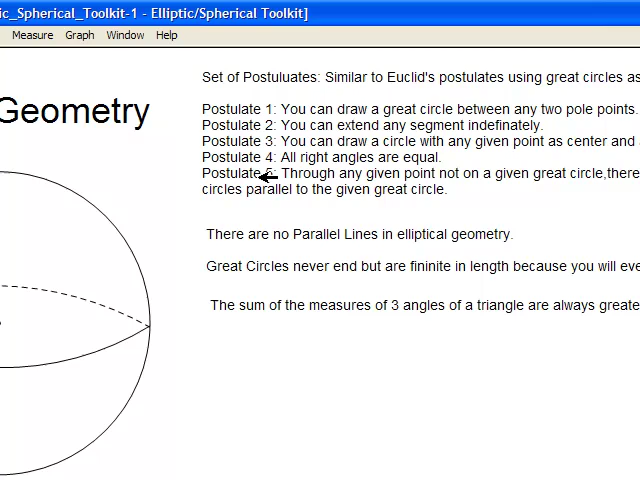 ic_Spherical_Toolkit-1 - Elliptic/Spherical Toolkit]
Measure Graph Window Help
Geometry
Set of Postuluates: Similar to Euclid's postulates using great circles as
Postulate 1: You can draw a great circle between any two pole points.
Postulate 2: You can extend any segment indefinately.
Postulate 3: You can draw a circle with any given point as center and
Postulate 4: All right angles are equal.
Postulate 5: Through any given point not on a given great circle,there
circles parallel to the given great circle.
There are no Parallel Lines in elliptical geometry.
Great Circles never end but are fininite in length because you will eve
The sum of the measures of 3 angles of a triangle are always greate